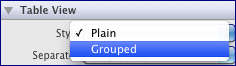 Table View
Sty ✓ Plain
Grouped
Separat